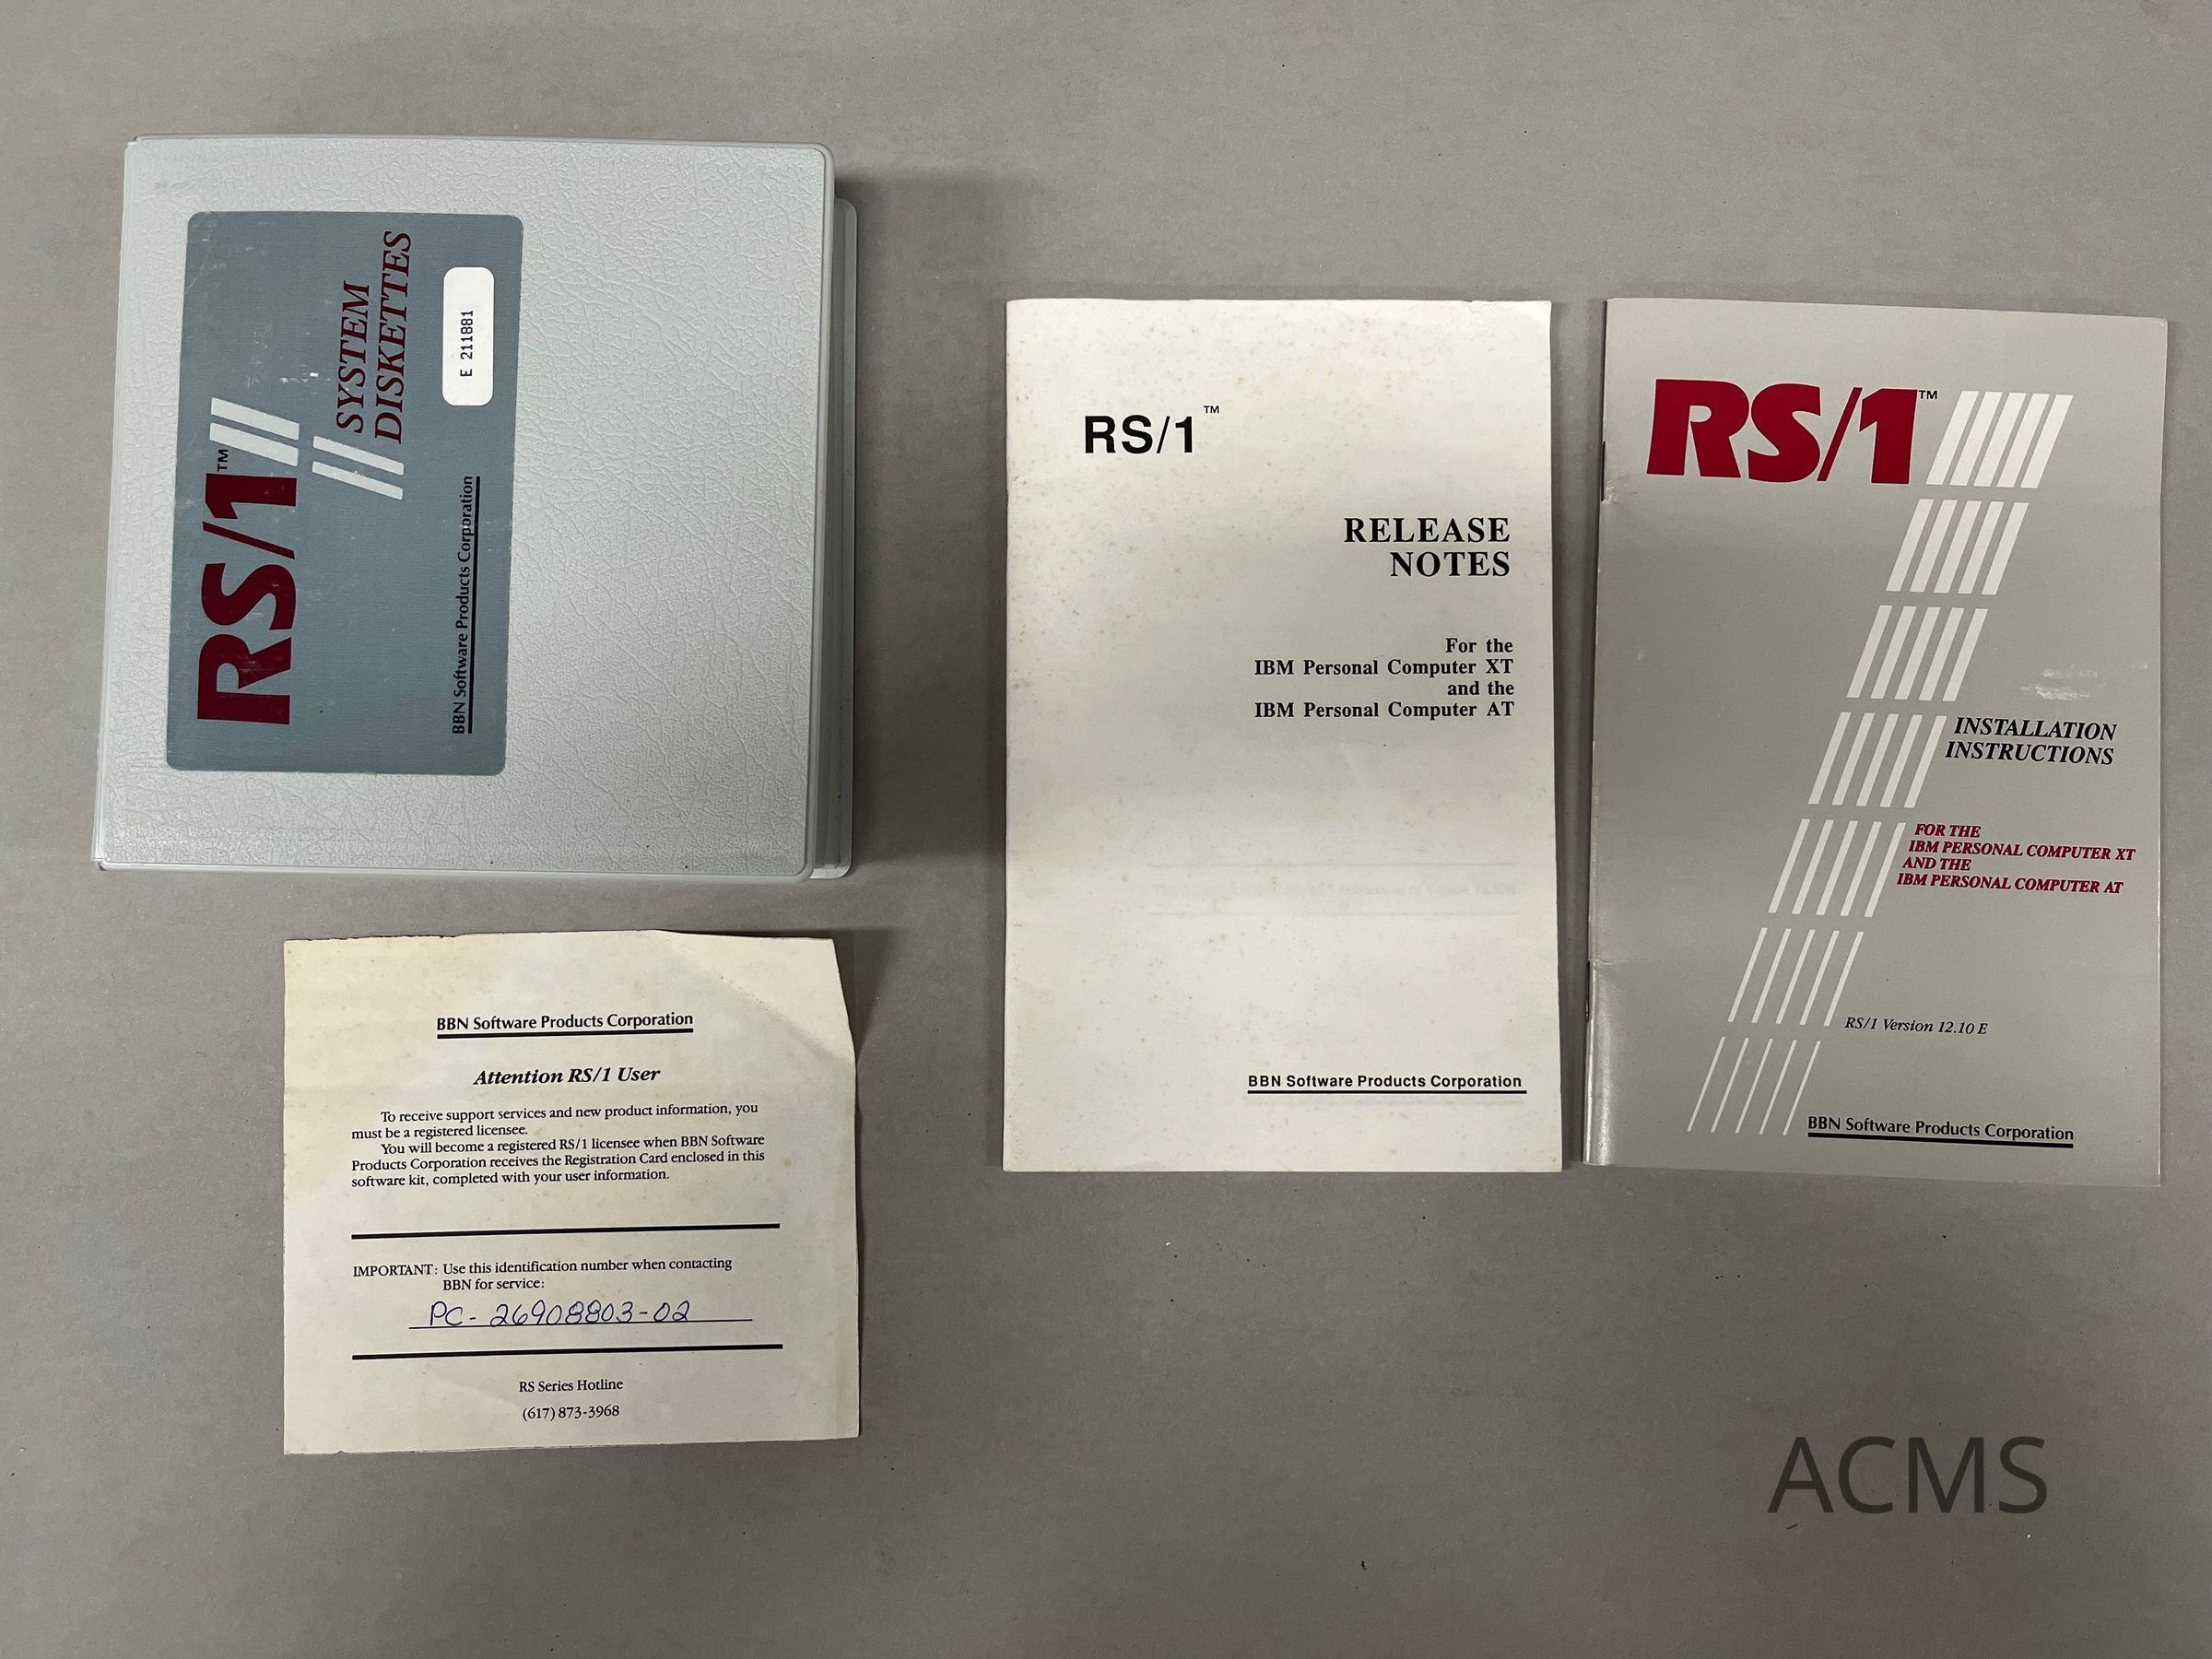 RS/1™
SYSTEM
DISKETTES
E 211881
BBN Software Products Corporation
RS/1™
RELEASE
NOTES
For the
IBM Personal Computer XT
and the
IBM Personal Computer AT
BBN Software Products Corporation
RS/1™
INSTALLATION
INSTRUCTIONS
FOR THE
IBM PERSONAL COMPUTER XT
AND THE
IBM PERSONAL COMPUTER AT
RS/1 Version 12.10 E
BBN Software Products Corporation
BBN Software Products Corporation
Attention RS/1 User
To receive support services and new product information, you
must be a registered licensee.
You will become a registered RS/1 licensee when BBN Software
Products Corporation receives the Registration Card enclosed in this
software kit, completed with your user information.
IMPORTANT: Use this identification number when contacting
BBN for service:
PC- 26908803-02
RS Series Hotline
(617) 873-3968
ACMS